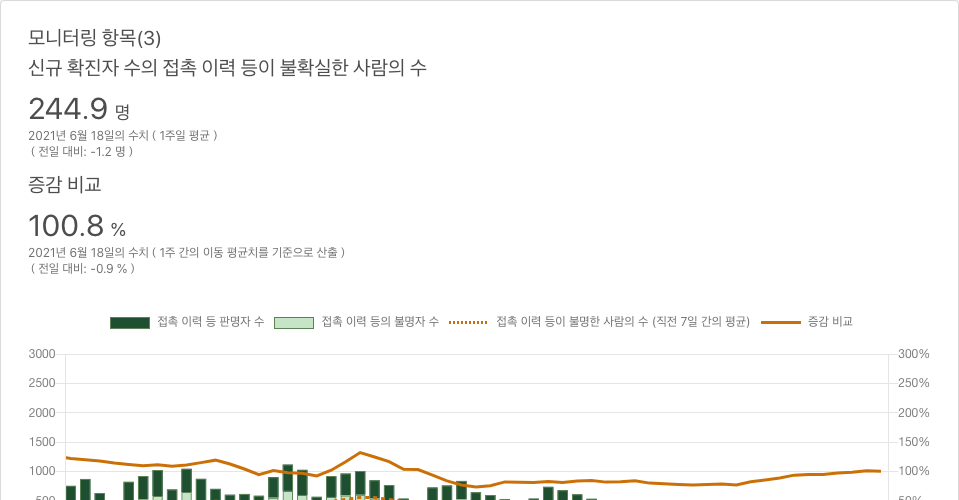 모니터링 항목(3)
신규 확진자 수의 접촉 이력 등이 불확실한 사람의 수
244.9 명
2021년 6월 18일의 수치 ( 1주일 평균 )
( 전일 대비: -1.2 명 )
증감 비교
100.8 %
2021년 6월 18일의 수치 ( 1주 간의 이동 평균치를 기준으로 산출 )
( 전일 대비: -0.9 % )
접촉 이력 등 판명자 수 접촉 이력 등의 불명자 수 접촉 이력 등이 불명한 사람의 수 (직전 7일 간의 평균) 증감 비교
3000 300%
2500 250%
2000 200%
1500 150%
1000 100%
500 50%